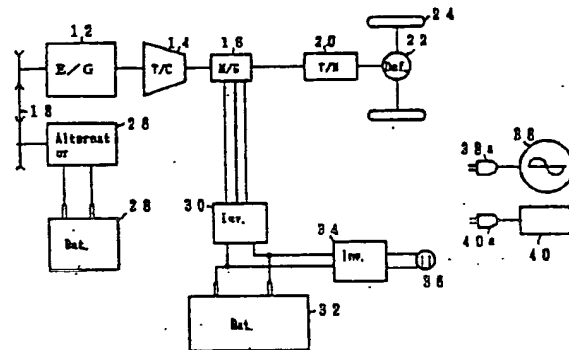 12
E/G
14
T/C
16
M/G
20
T/M
24
22
Def.
18
26
Alternat
or
28
Bat.
30
Inv.
34
Inv.
36
32
Bat.
38a
38
40a
40